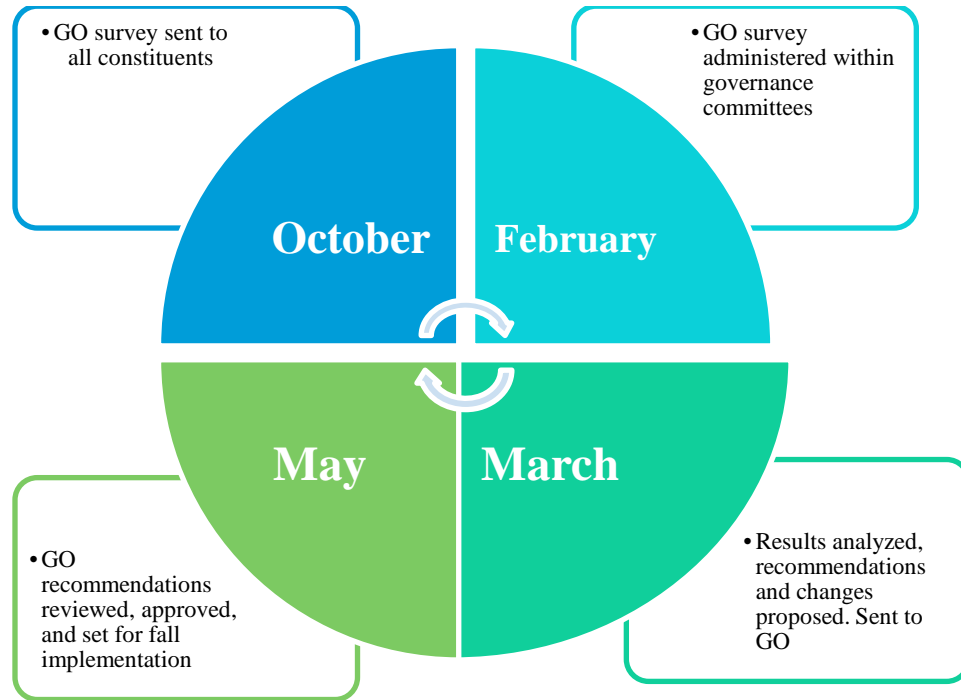 • GO survey sent to
all constituents
• GO survey
administered within
governance
committees
October
February
May
March
• GO
recommendations
reviewed, approved,
and set for fall
implementation
• Results analyzed,
recommendations
and changes
proposed. Sent to
GO